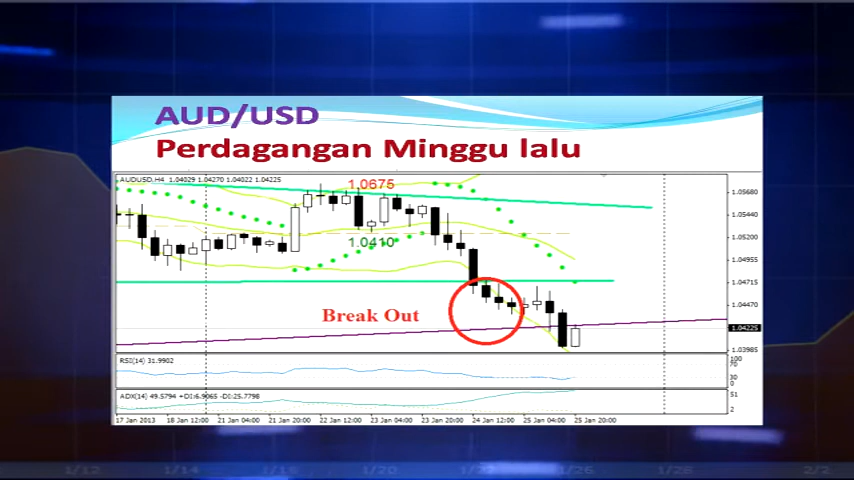 AUD/USD
Perdagangan Minggu lalu
AUDUSD,H4 1.04029 1.04270 1.04022 1.04225
1.0675
1.05680
1.05440
1.0410
1.05200
1.04955
1.04715
Break Out
1.04470
1.04225
1.03985
RSI(14) 31.9902
100
70
30
0
ADX(14) 49.5794 +DI:6.9065 -DI:25.7798
51
2
17 Jan 2013 18 Jan 12:00 21 Jan 04:00 21 Jan 20:00 22 Jan 12:00 23 Jan 04:00 23 Jan 20:00 24 Jan 12:00 25 Jan 04:00 25 Jan 20:00
1/12 1/14 1/16 1/20 1/26 1/28 2/2